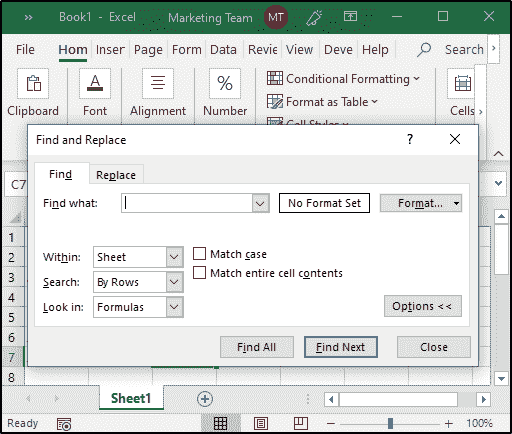 » Book1 - Excel Marketing Team MT
File Hom Inser Page Form Data Revie View Deve Help Search
Clipboard Font Alignment Number Conditional Formatting Format as Table Cell Styles Cells
Find and Replace ? ×
C7
Find Replace
Find what: No Format Set Format...
Within: Sheet Match case
Search: By Rows Match entire cell contents
Look in: Formulas Options <<
Find All Find Next Close
1
2
3
4
5
6
7
8
Sheet1
Ready 100%